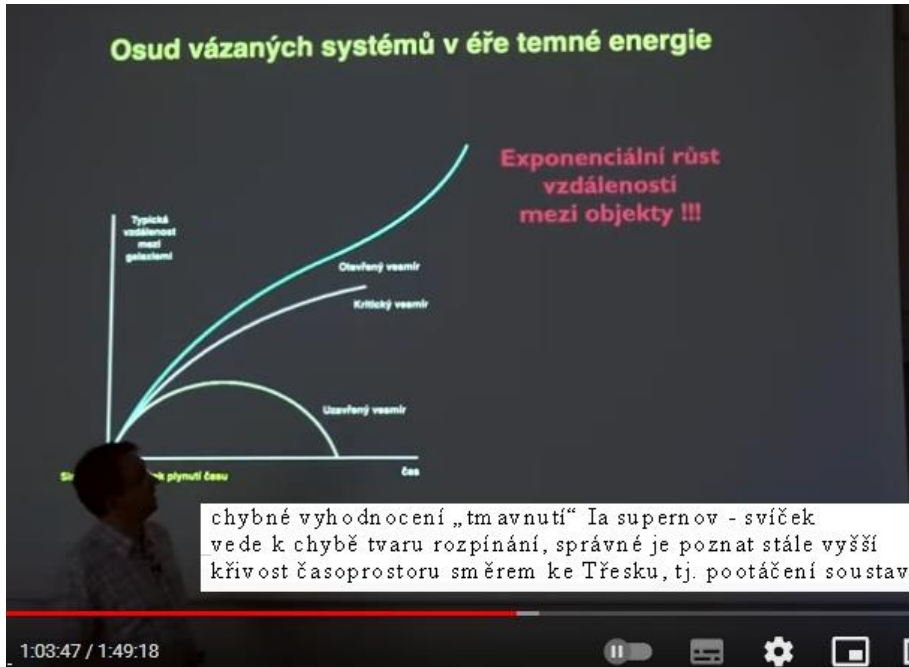 Osud vázaných systémů v éře temné energie
Exponenciální růst
vzdáleností
mezi objekty !!!
Typická
vzdálenost
mezi
galaxiemi
Otevřený vesmír
Kritický vesmír
Uzavřený vesmír
čas
plynutí času
chybné vyhodnocení „tmavnutí“ Ia supernov - svíček
vede k chybě tvaru rozpínání, správné je poznat stále vyšší
křivost časoprostoru směrem ke Třesku, tj. pootáčení soustav
1:03:47 / 1:49:18